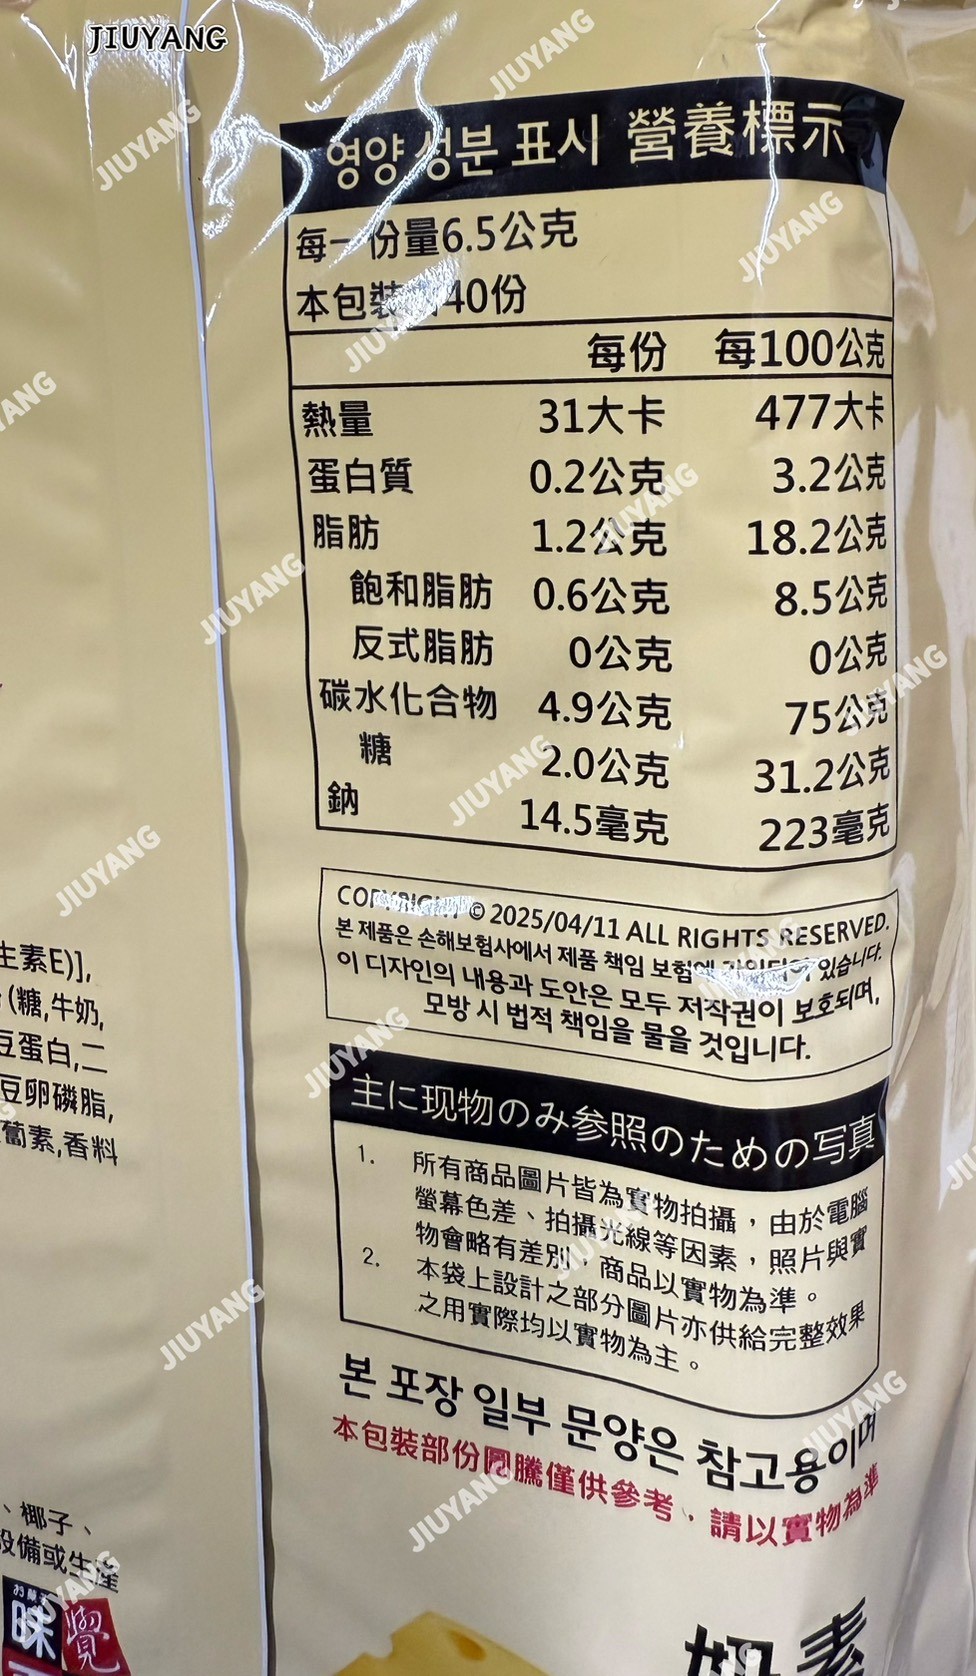 JIUYANG
영양 성분 표시 營養標示
每一份量6.5公克
本包裝 40份
每份 每100公克
熱量 31大卡 477大卡
蛋白質 0.2公克 3.2公克
脂肪 1.2公克 18.2公克
飽和脂肪 0.6公克 8.5公克
反式脂肪 0公克 0公克
碳水化合物 4.9公克 75公克
糖 2.0公克 31.2公克
鈉 14.5毫克 223毫克
COPYRIGHT © 2025/04/11 ALL RIGHTS RESERVED.
본 제품은 손해보험사에서 제품 책임 보험에 가입되어 있습니다.
이 디자인의 내용과 도안은 모두 저작권이 보호되며,
모방 시 법적 책임을 물을 것입니다.
主に现物のみ参照のための写真
1. 所有商品圖片皆為實物拍攝，由於電腦
螢幕色差、拍攝光線等因素，照片與實
物會略有差別，商品以實物為準。
2. 本袋上設計之部分圖片亦供給完整效果
之用實際均以實物為主。
본 포장 일부 문양은 참고용이며
本包裝部份圖騰僅供參考，請以實物為準
奶素
生素E)],
(糖,牛奶,
豆蛋白,二
豆卵磷脂,
蔔素,香料
、椰子、
設備或生產
味覺